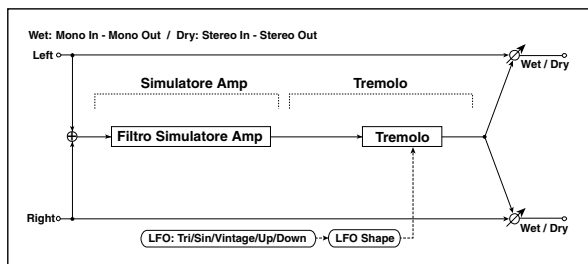 Wet: Mono In - Mono Out / Dry: Stereo In - Stereo Out
Left
Wet / Dry
Simulatore Amp
Tremolo
Filtro Simulatore Amp
Tremolo
Right
Wet / Dry
LFO: Tri/Sin/Vintage/Up/Down
LFO Shape